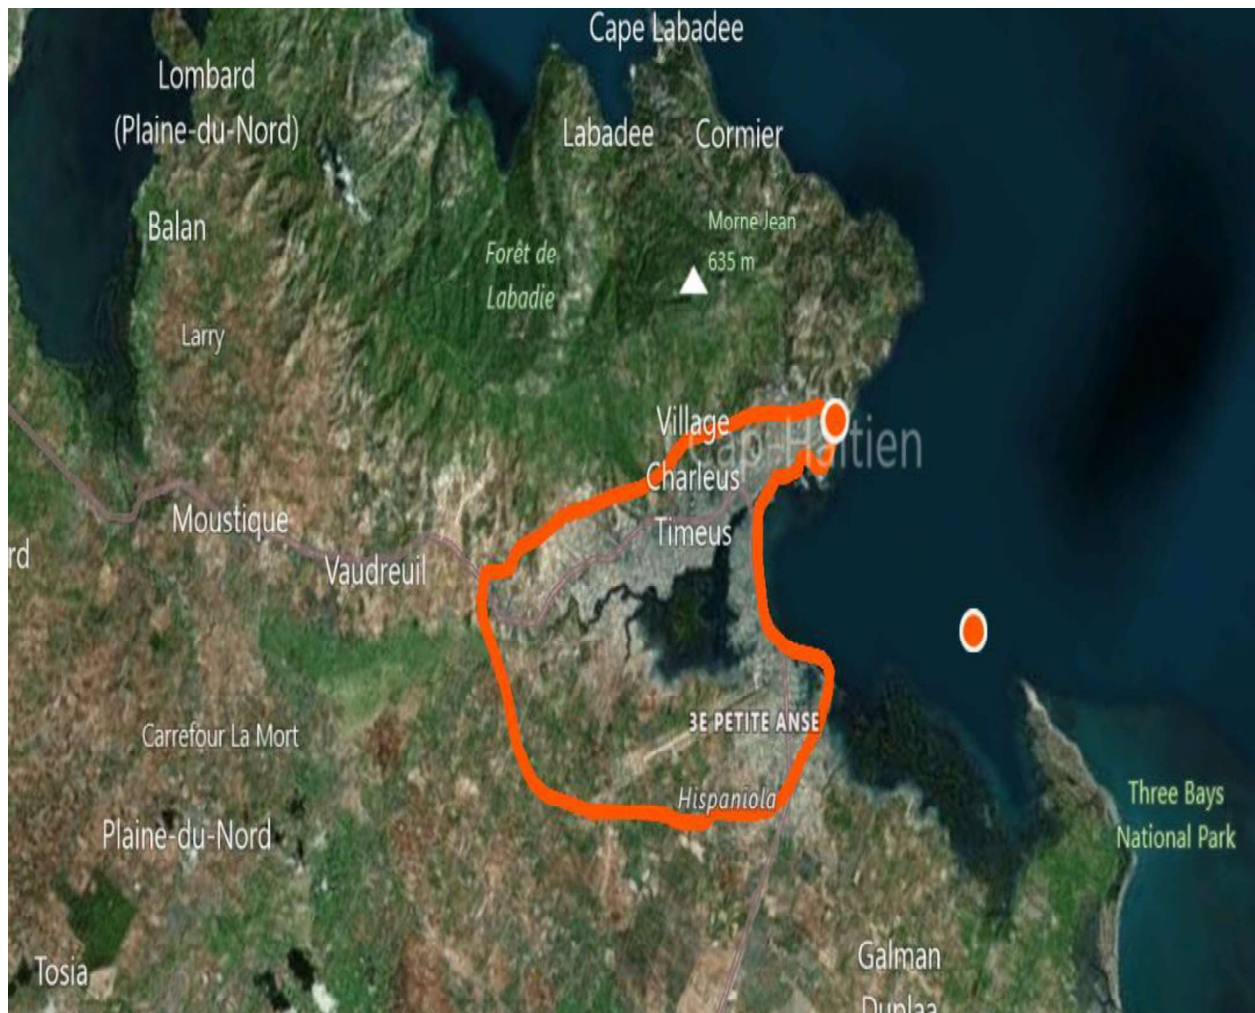 Cape Labadee
Lombard
(Plaine-du-Nord)
Labadee
Cormier
Balan
Morne Jean
635 m
Forêt de
Labadie
Larry
Village
Cap-Haïtien
Charleus
Moustique
Timeus
rd
Vaudreuil
3E PETITE ANSE
Carrefour La Mort
Hispaniola
Three Bays
National Park
Plaine-du-Nord
Galman
Duplaa
Tosia